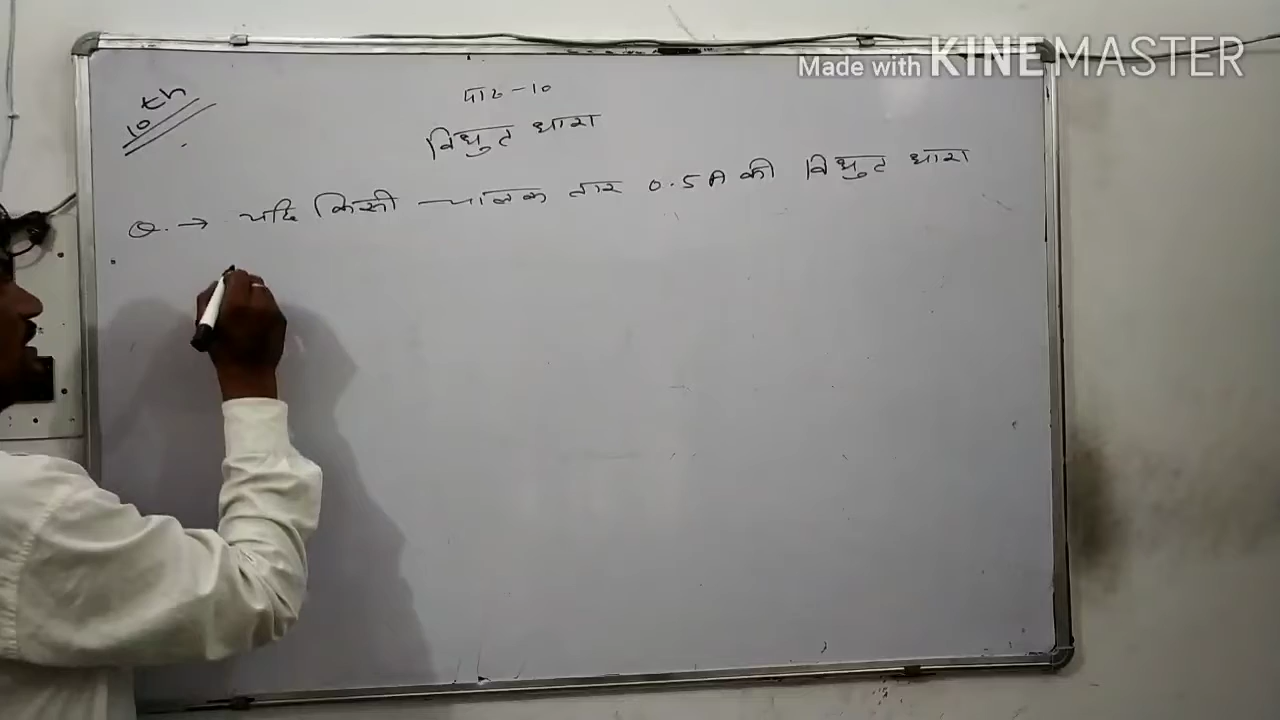 Made with KINEMASTER
10th
पाठ-10
विधुत धारा
Q. → यदि किसी चालक तार 0.5A की विधुत धारा